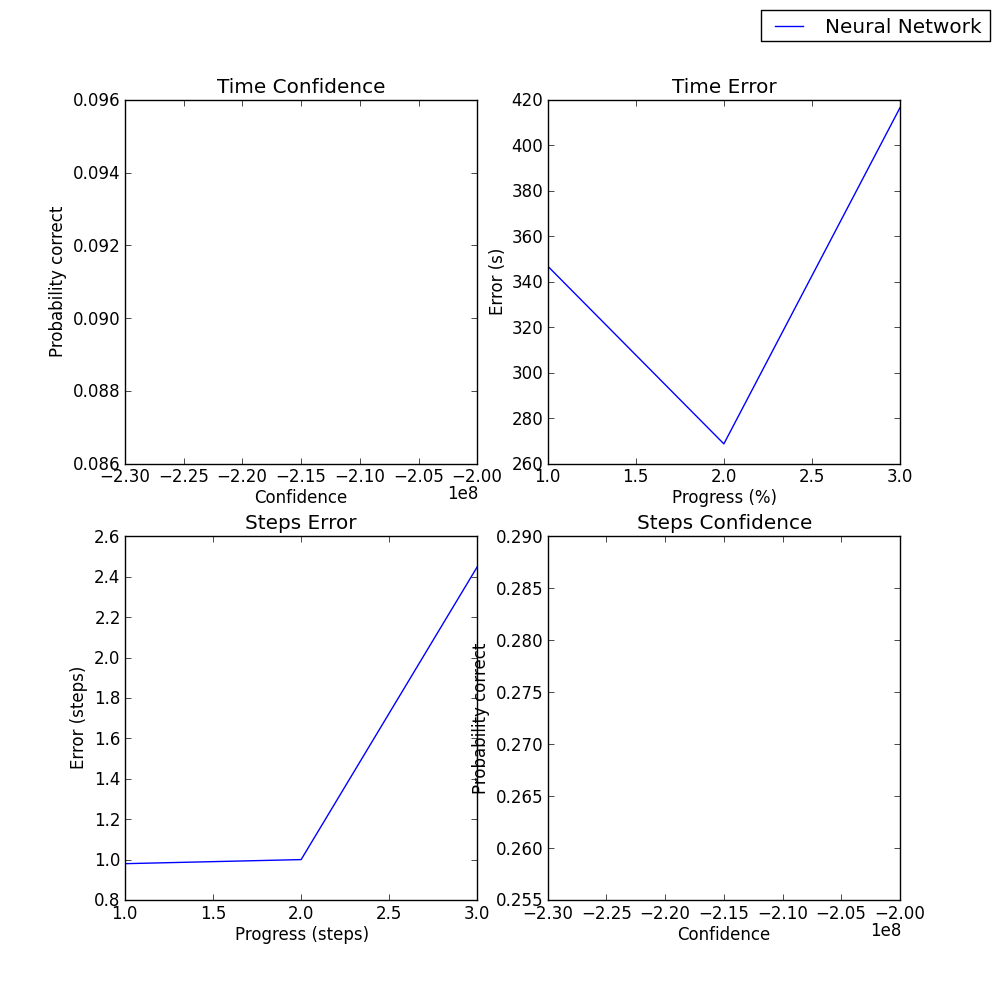 Neural Network
Time Confidence
Probability correct
0.096
0.094
0.092
0.090
0.088
0.086
−2.30 −2.25 −2.20 −2.15 −2.10 −2.05 −2.00
1e8
Confidence
Time Error
Error (s)
420
400
380
360
340
320
300
280
260
1.0 1.5 2.0 2.5 3.0
Progress (%)
Steps Error
Error (steps)
2.6
2.4
2.2
2.0
1.8
1.6
1.4
1.2
1.0
0.8
1.0 1.5 2.0 2.5 3.0
Progress (steps)
Steps Confidence
Probability correct
0.290
0.285
0.280
0.275
0.270
0.265
0.260
0.255
−2.30 −2.25 −2.20 −2.15 −2.10 −2.05 −2.00
1e8
Confidence